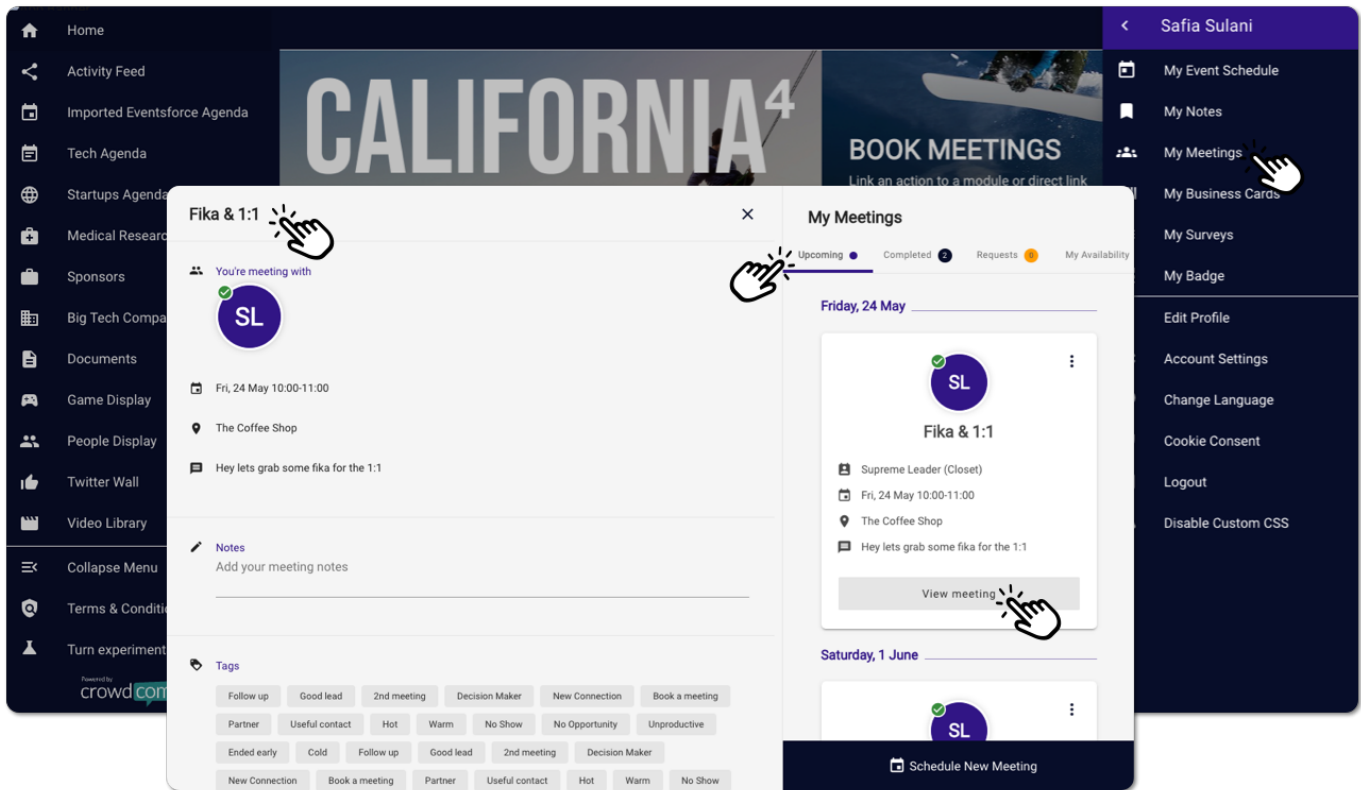 Home
Activity Feed
Imported Eventsforce Agenda
Tech Agenda
Startups Agenda
Medical Researc
Sponsors
Big Tech Compa
Documents
Game Display
People Display
Twitter Wall
Video Library
Collapse Menu
Terms & Conditi
Turn experiment
Powered by
crowdcom
CALIFORNIA4
BOOK MEETINGS
Link an action to a module or direct link
Safia Sulani
My Event Schedule
My Notes
My Meetings
My Business Cards
My Surveys
My Badge
Edit Profile
Account Settings
Change Language
Cookie Consent
Logout
Disable Custom CSS
Fika & 1:1
You're meeting with
SL
Fri, 24 May 10:00-11:00
The Coffee Shop
Hey lets grab some fika for the 1:1
Notes
Add your meeting notes
Tags
Follow up Good lead 2nd meeting Decision Maker New Connection Book a meeting
Partner Useful contact Hot Warm No Show No Opportunity Unproductive
Ended early Cold Follow up Good lead 2nd meeting Decision Maker
New Connection Book a meeting Partner Useful contact Hot Warm No Show
My Meetings
Upcoming Completed 2 Requests 0 My Availability
Friday, 24 May
SL
Fika & 1:1
Supreme Leader (Closet)
Fri, 24 May 10:00-11:00
The Coffee Shop
Hey lets grab some fika for the 1:1
View meeting
Saturday, 1 June
SL
Schedule New Meeting